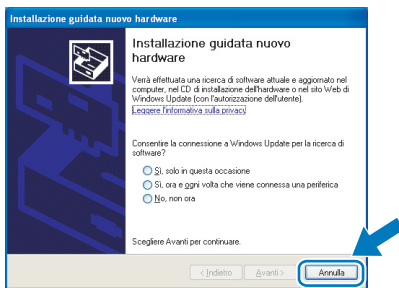 Installazione guidata nuovo hardware
Installazione guidata nuovo
hardware
Verrà effettuata una ricerca di software attuale e aggiornato nel
computer, nel CD di installazione dell'hardware o nel sito Web di
Windows Update (con l'autorizzazione dell'utente).
Leggere l'informativa sulla privacy
Consentire la connessione a Windows Update per la ricerca di
software?
Sì, solo in questa occasione
Sì, ora e ogni volta che viene connessa una periferica
No, non ora
Scegliere Avanti per continuare.
< Indietro Avanti > Annulla